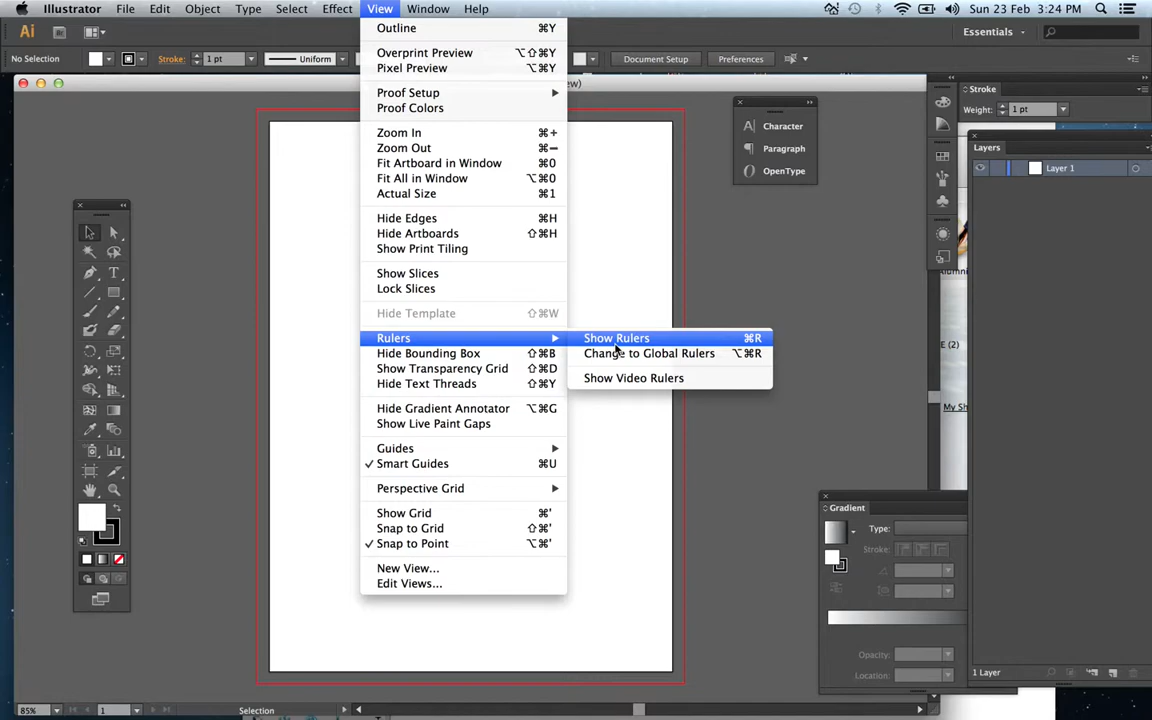 Illustrator File Edit Object Type Select Effect View Window Help Sun 23 Feb 3:24 PM
Ai Essentials
No Selection Stroke: 1 pt Uniform Document Setup Preferences
Outline ⌘Y
Overprint Preview ⌥⇧⌘Y
Pixel Preview ⌥⌘Y
Proof Setup
Proof Colors
Zoom In ⌘+
Zoom Out ⌘−
Fit Artboard in Window ⌘0
Fit All in Window ⌥⌘0
Actual Size ⌘1
Hide Edges ⌘H
Hide Artboards ⇧⌘H
Show Print Tiling
Show Slices
Lock Slices
Hide Template ⇧⌘W
Rulers
Hide Bounding Box ⇧⌘B
Show Transparency Grid ⇧⌘D
Hide Text Threads ⇧⌘Y
Hide Gradient Annotator ⌥⌘G
Show Live Paint Gaps
Guides
✓ Smart Guides ⌘U
Perspective Grid
Show Grid ⌘'
Snap to Grid ⇧⌘'
✓ Snap to Point ⌥⌘'
New View...
Edit Views...
Show Rulers ⌘R
Change to Global Rulers ⌥⌘R
Show Video Rulers
Character
Paragraph
OpenType
Stroke
Weight: 1 pt
Layers
Layer 1
E (2)
My Sh
Gradient
Type:
Stroke:
Opacity:
Location:
1 Layer
85% 1 Selection